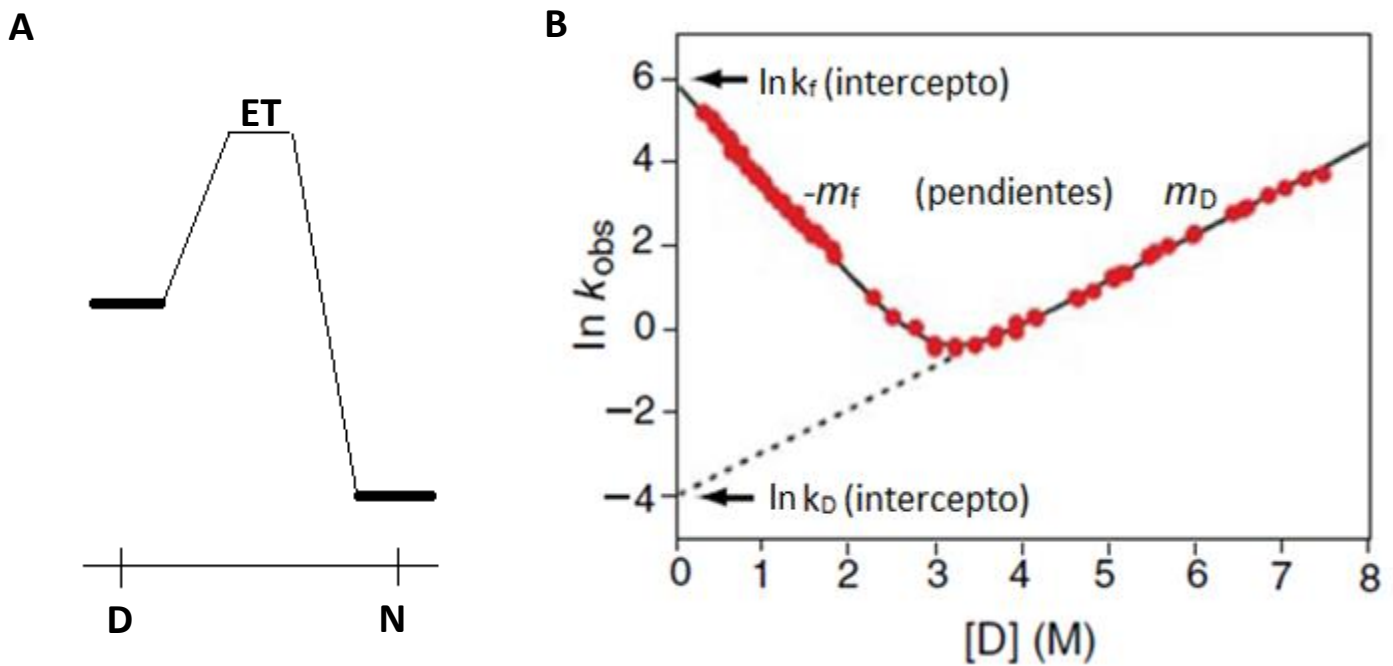 A
ET
D
N
B
ln kobs
6
4
2
0
−2
−4
ln kf (intercepto)
-mf (pendientes) mD
ln kD (intercepto)
0 1 2 3 4 5 6 7 8
[D] (M)